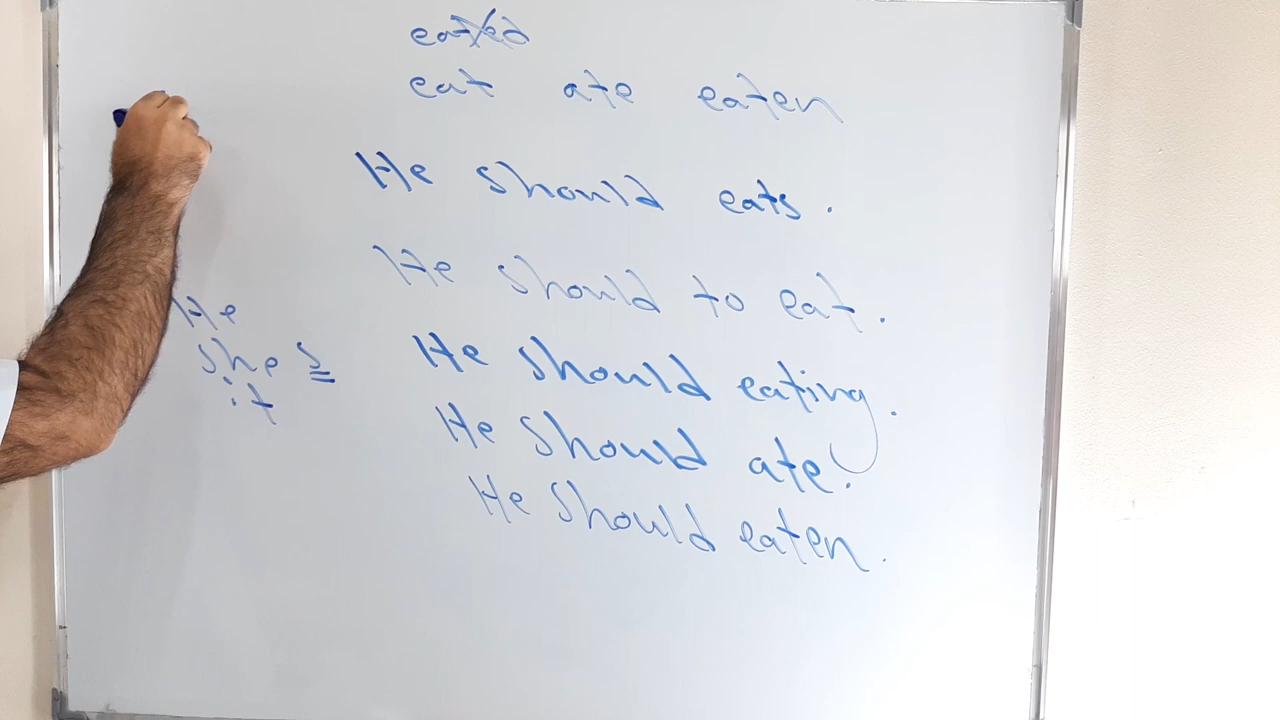 eated
eat ate eaten
He should eats.
He should to eat.
He
she s
it
He should eating.
He should ate.
He should eaten.